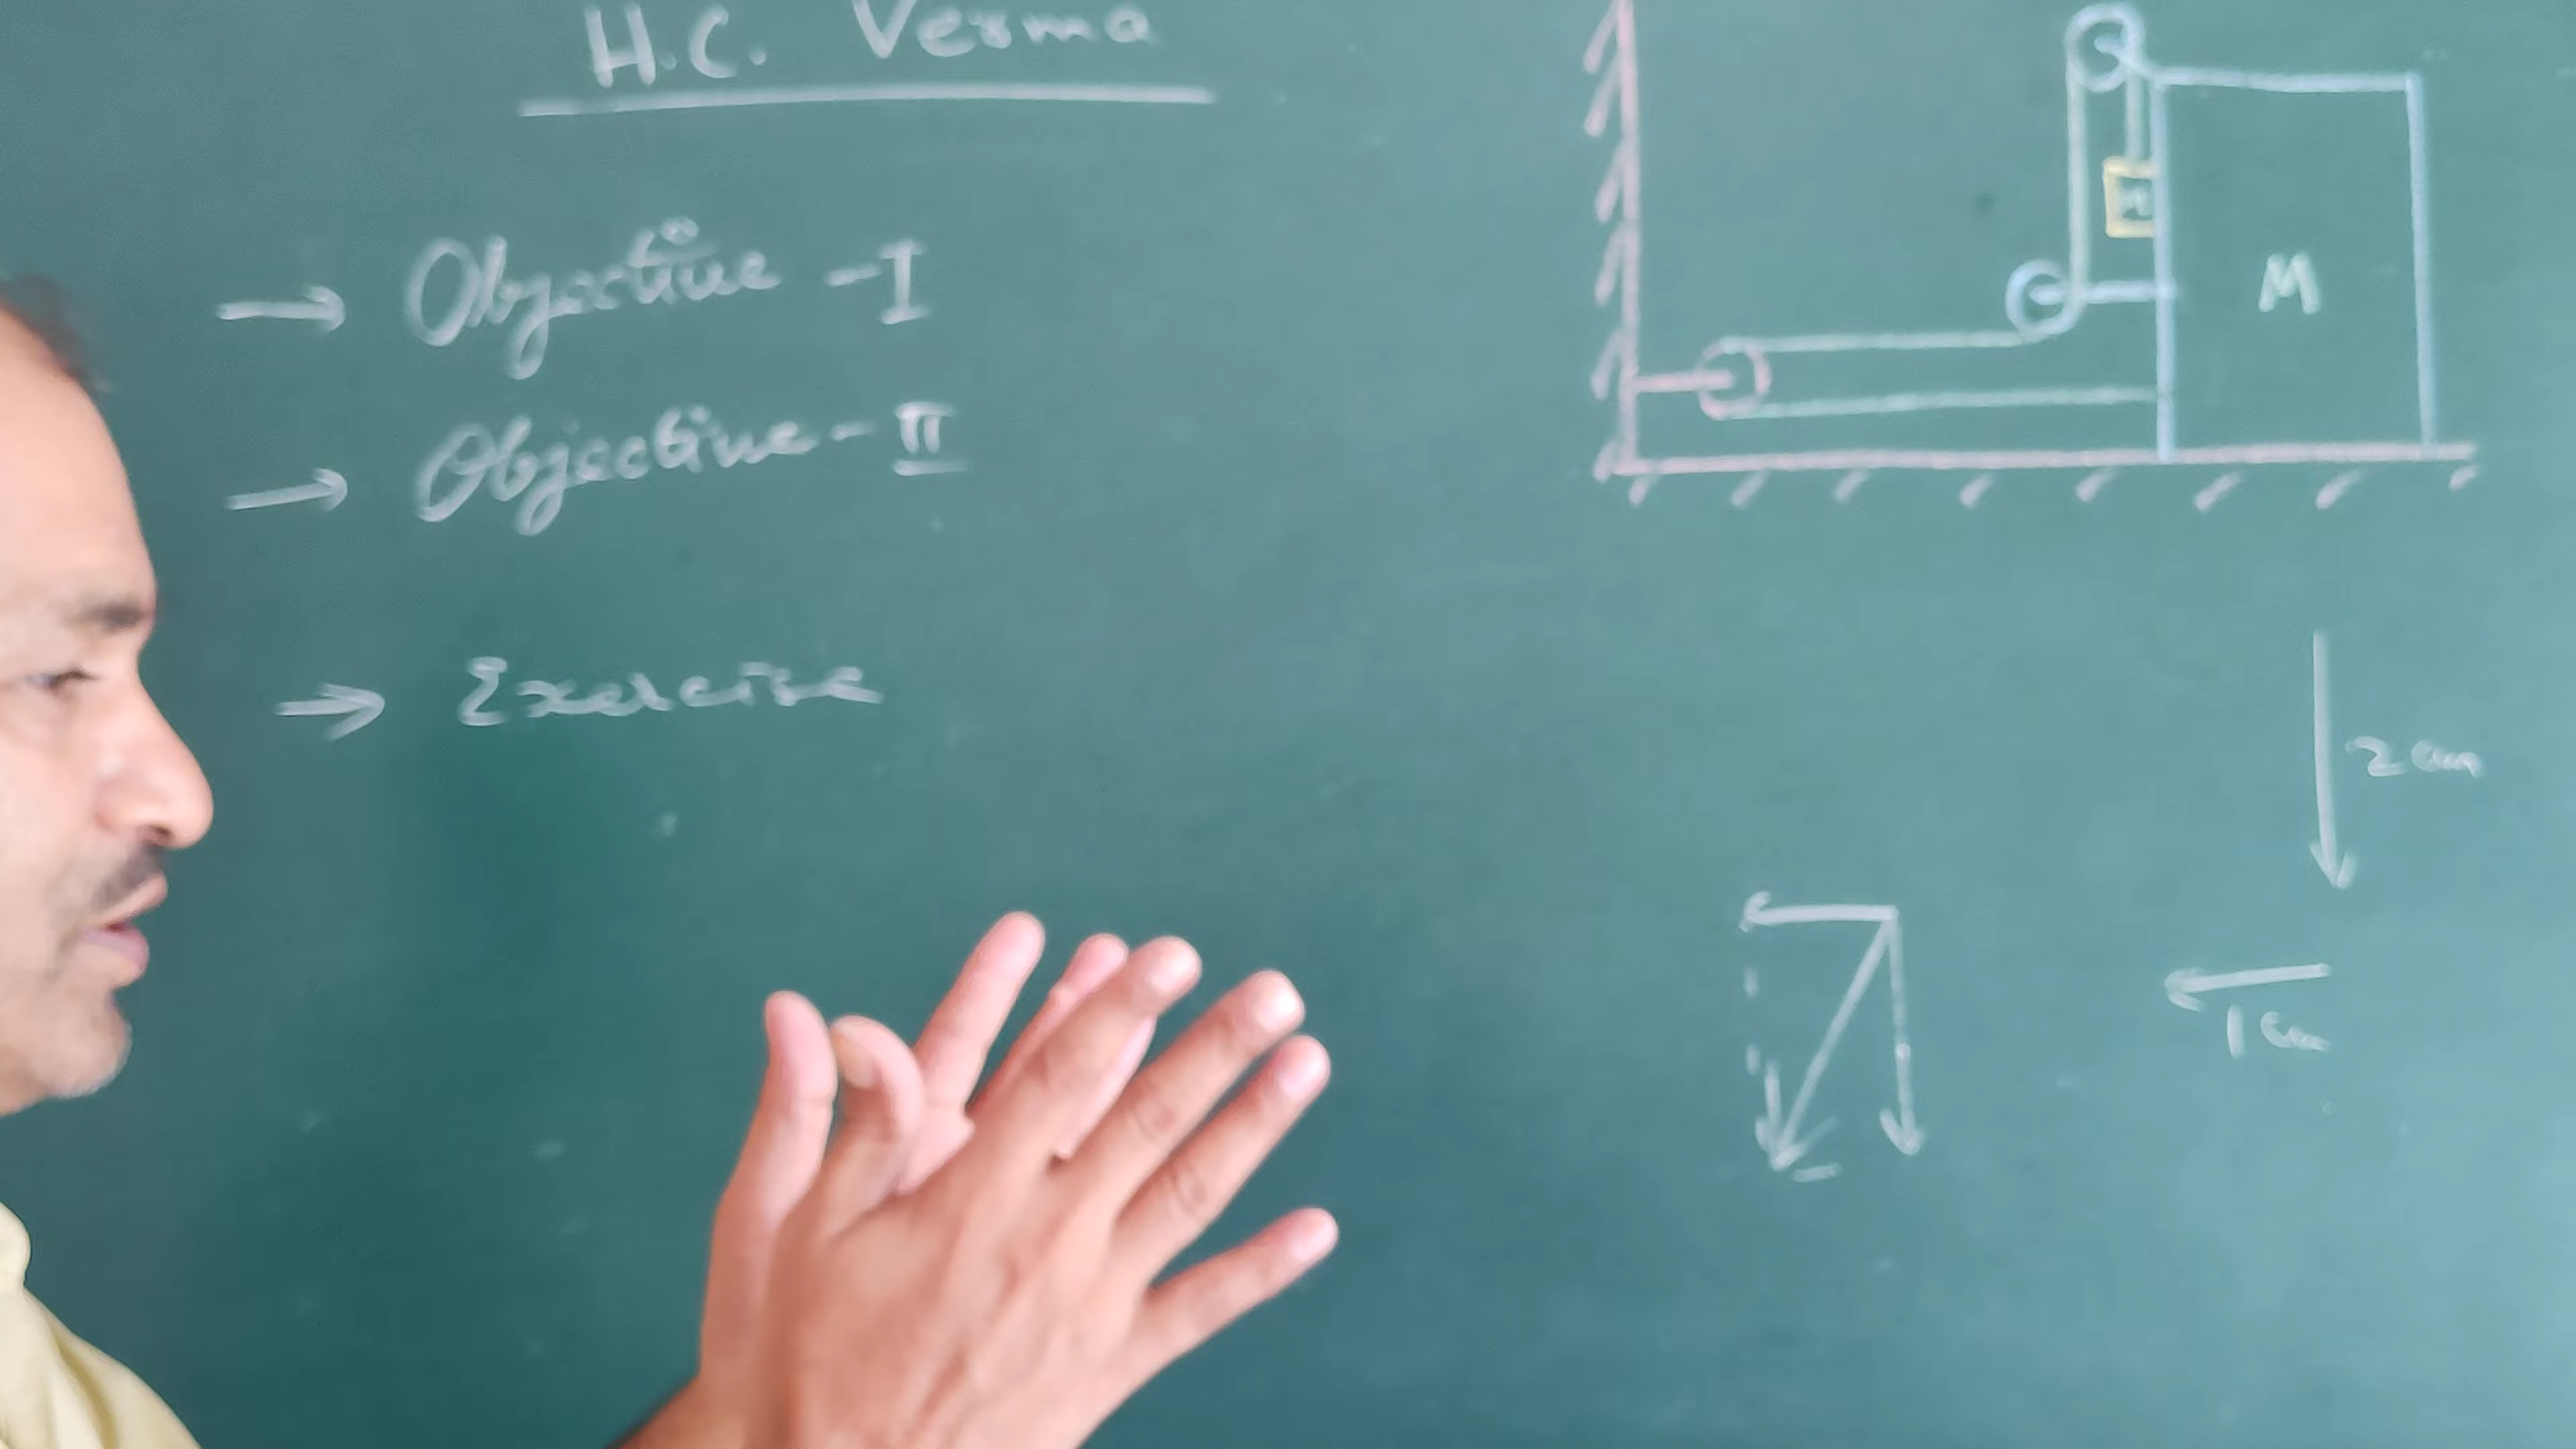 H.C. Verma
→ Objective - I
→ Objective - II
→ Exercise
M
2 cm
1 cm